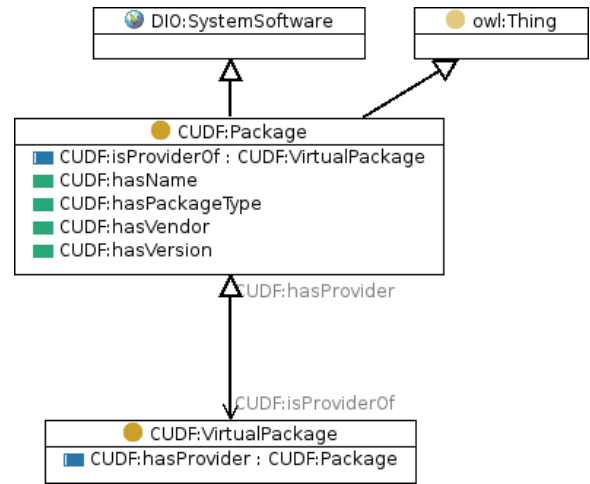 DIO:SystemSoftware
owl:Thing
CUDF:Package
CUDF:isProviderOf : CUDF:VirtualPackage
CUDF:hasName
CUDF:hasPackageType
CUDF:hasVendor
CUDF:hasVersion
CUDF:hasProvider
CUDF:isProviderOf
CUDF:VirtualPackage
CUDF:hasProvider : CUDF:Package